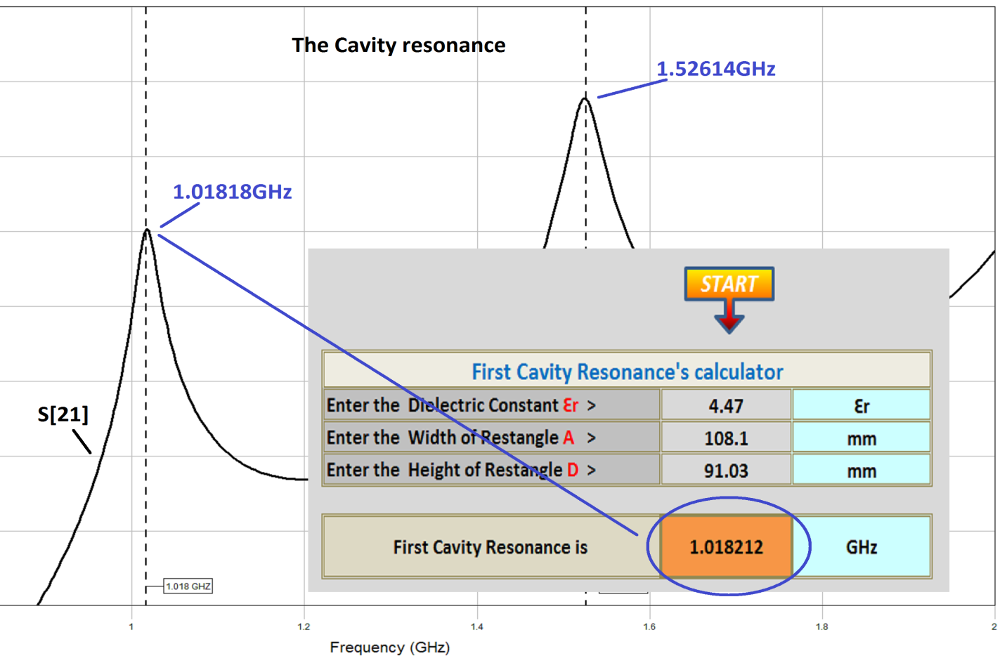 The Cavity resonance
1.52614GHz
1.01818GHz
START
First Cavity Resonance's calculator
Enter the Dielectric Constant Ɛr > 4.47 Ɛr
Enter the Width of Restangle A > 108.1 mm
Enter the Height of Restangle D > 91.03 mm
S[21]
First Cavity Resonance is 1.018212 GHz
1.018 GHZ
1 1.2 1.4 1.6 1.8 2
Frequency (GHz)